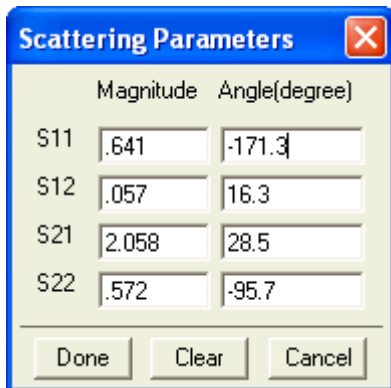 Scattering Parameters
Magnitude Angle(degree)
S11 .641 -171.3
S12 .057 16.3
S21 2.058 28.5
S22 .572 -95.7
Done Clear Cancel